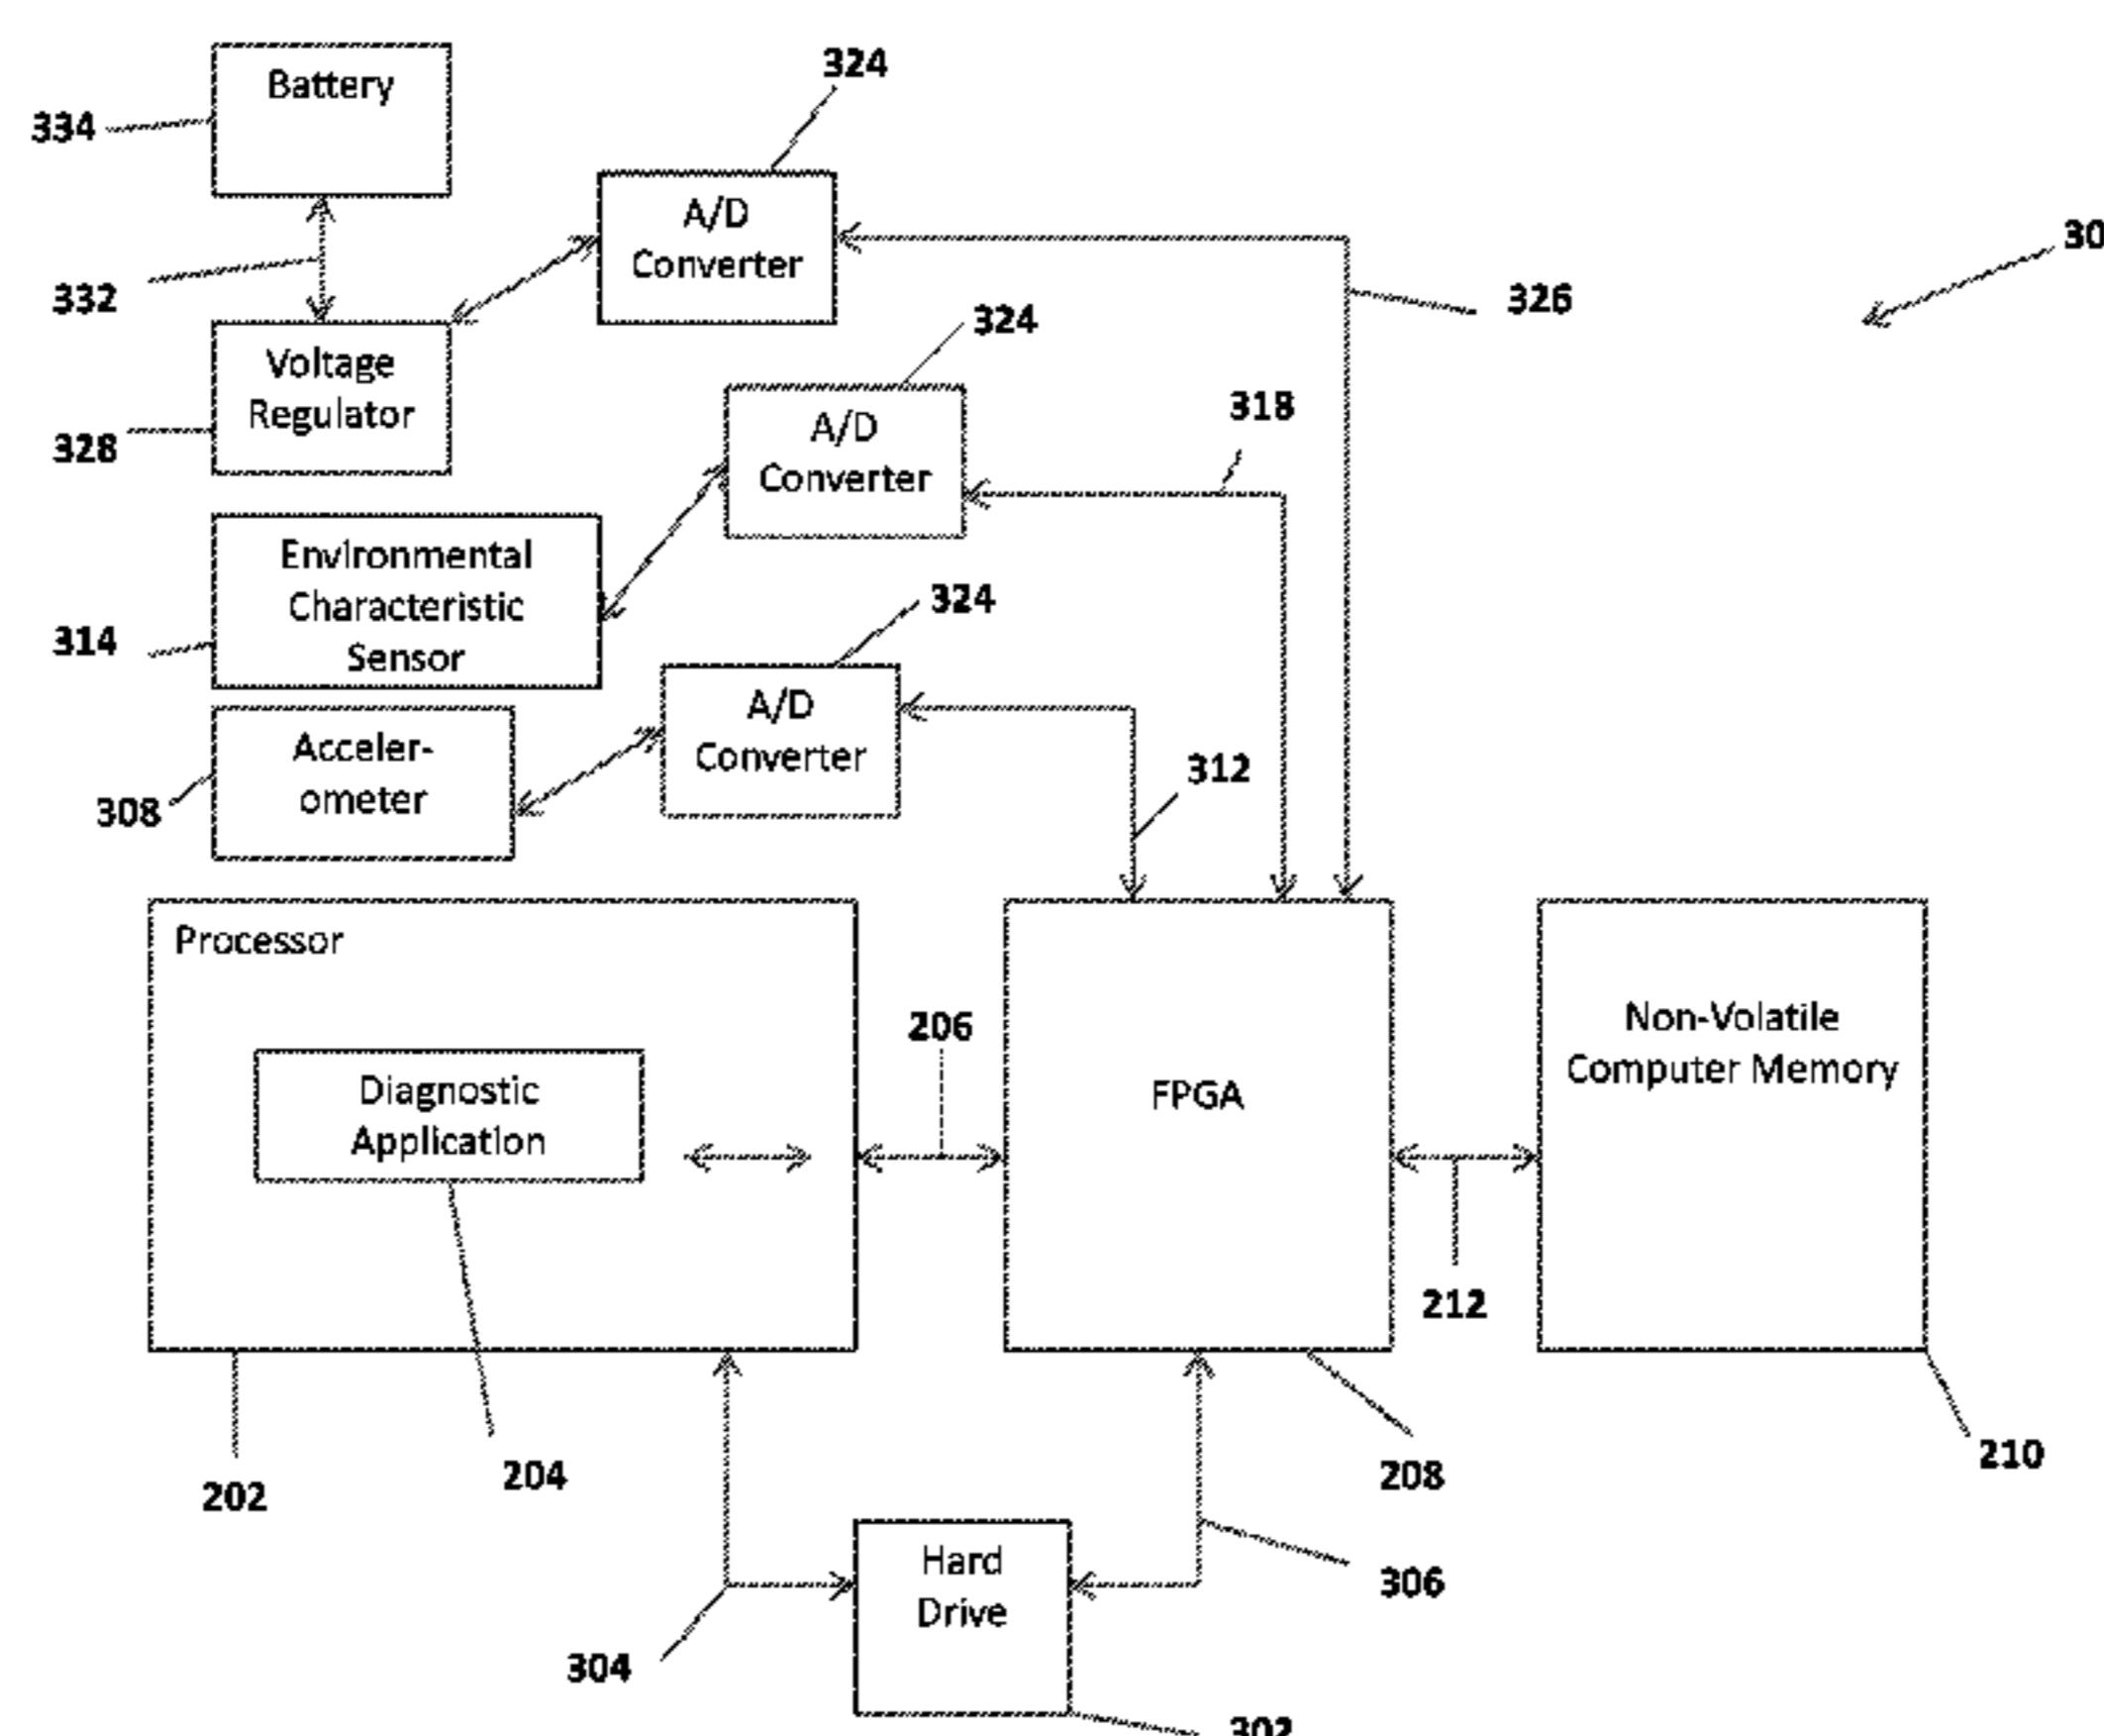 Battery
334
324
A/D
Converter
30
332
326
324
Voltage
Regulator
328
A/D
Converter
318
Environmental
Characteristic
Sensor
314
324
A/D
Converter
Acceler-
ometer
308
312
Processor
206
Non-Volatile
Computer Memory
FPGA
Diagnostic
Application
212
210
204
202
208
Hard
Drive
306
304
302